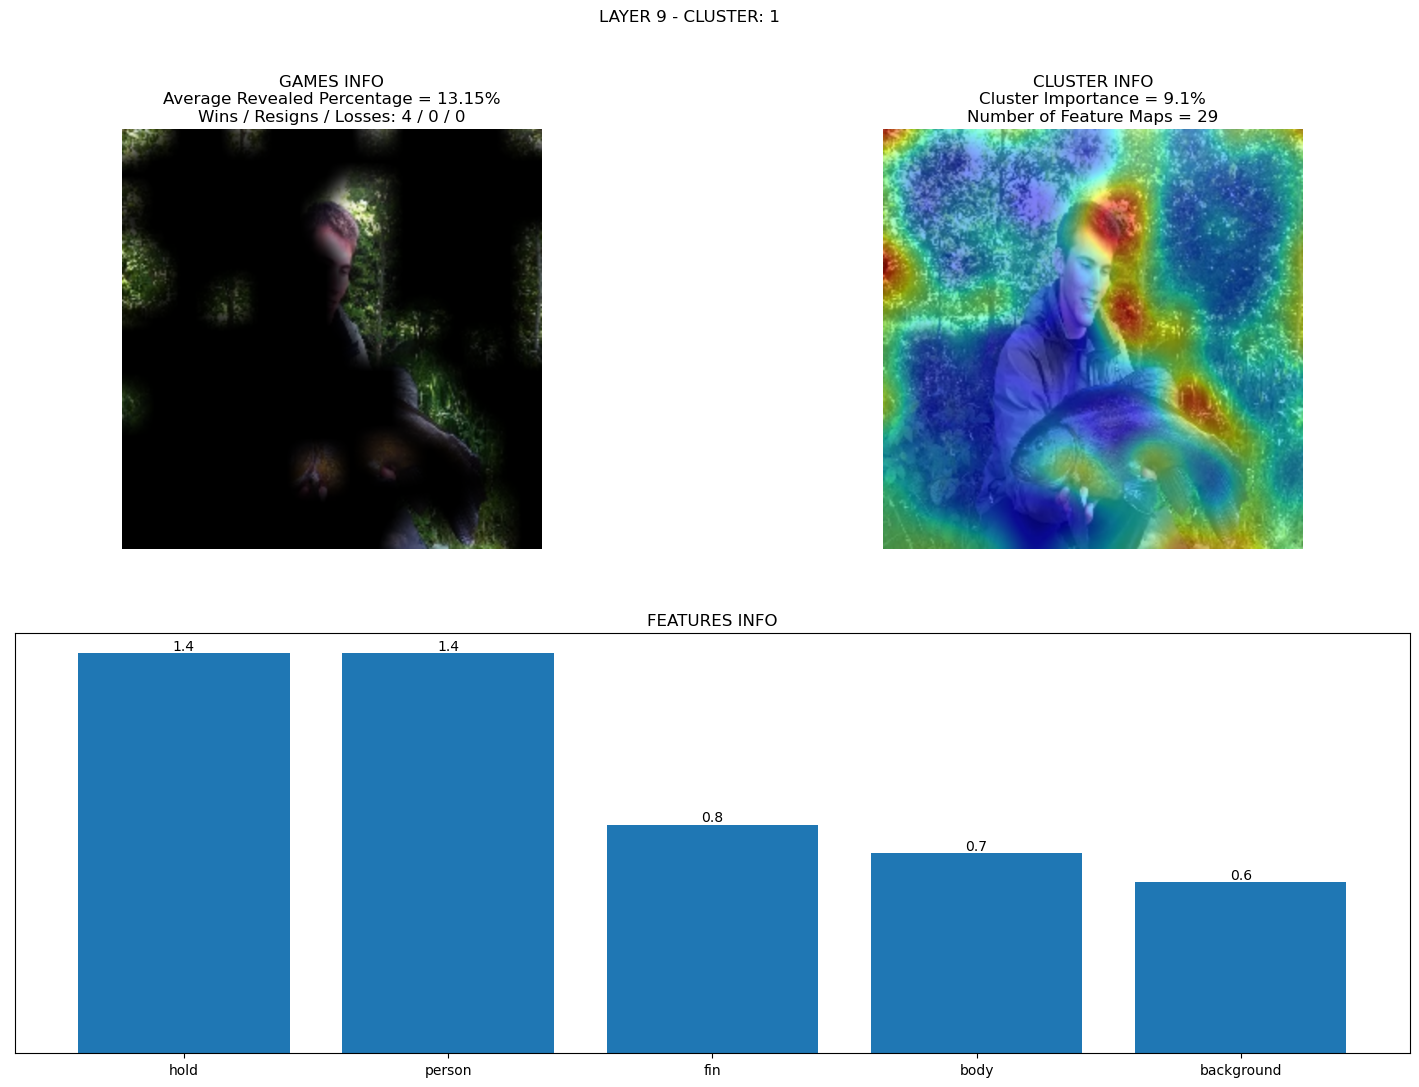 LAYER 9 - CLUSTER: 1
GAMES INFO
Average Revealed Percentage = 13.15%
Wins / Resigns / Losses: 4 / 0 / 0
CLUSTER INFO
Cluster Importance = 9.1%
Number of Feature Maps = 29
FEATURES INFO
1.4
1.4
0.8
0.7
0.6
hold
person
fin
body
background